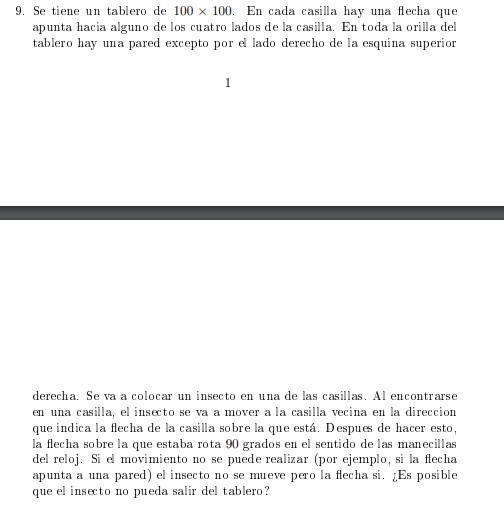 9. Se tiene un tablero de 100 × 100. En cada casilla hay una flecha que
apunta hacia alguno de los cuatro lados de la casilla. En toda la orilla del
tablero hay una pared excepto por el lado derecho de la esquina superior
1
derecha. Se va a colocar un insecto en una de las casillas. Al encontrarse
en una casilla, el insecto se va a mover a la casilla vecina en la direccion
que indica la flecha de la casilla sobre la que está. Despues de hacer esto,
la flecha sobre la que estaba rota 90 grados en el sentido de las manecillas
del reloj. Si el movimiento no se puede realizar (por ejemplo, si la flecha
apunta a una pared) el insecto no se mueve pero la flecha si. ¿Es posible
que el insecto no pueda salir del tablero?